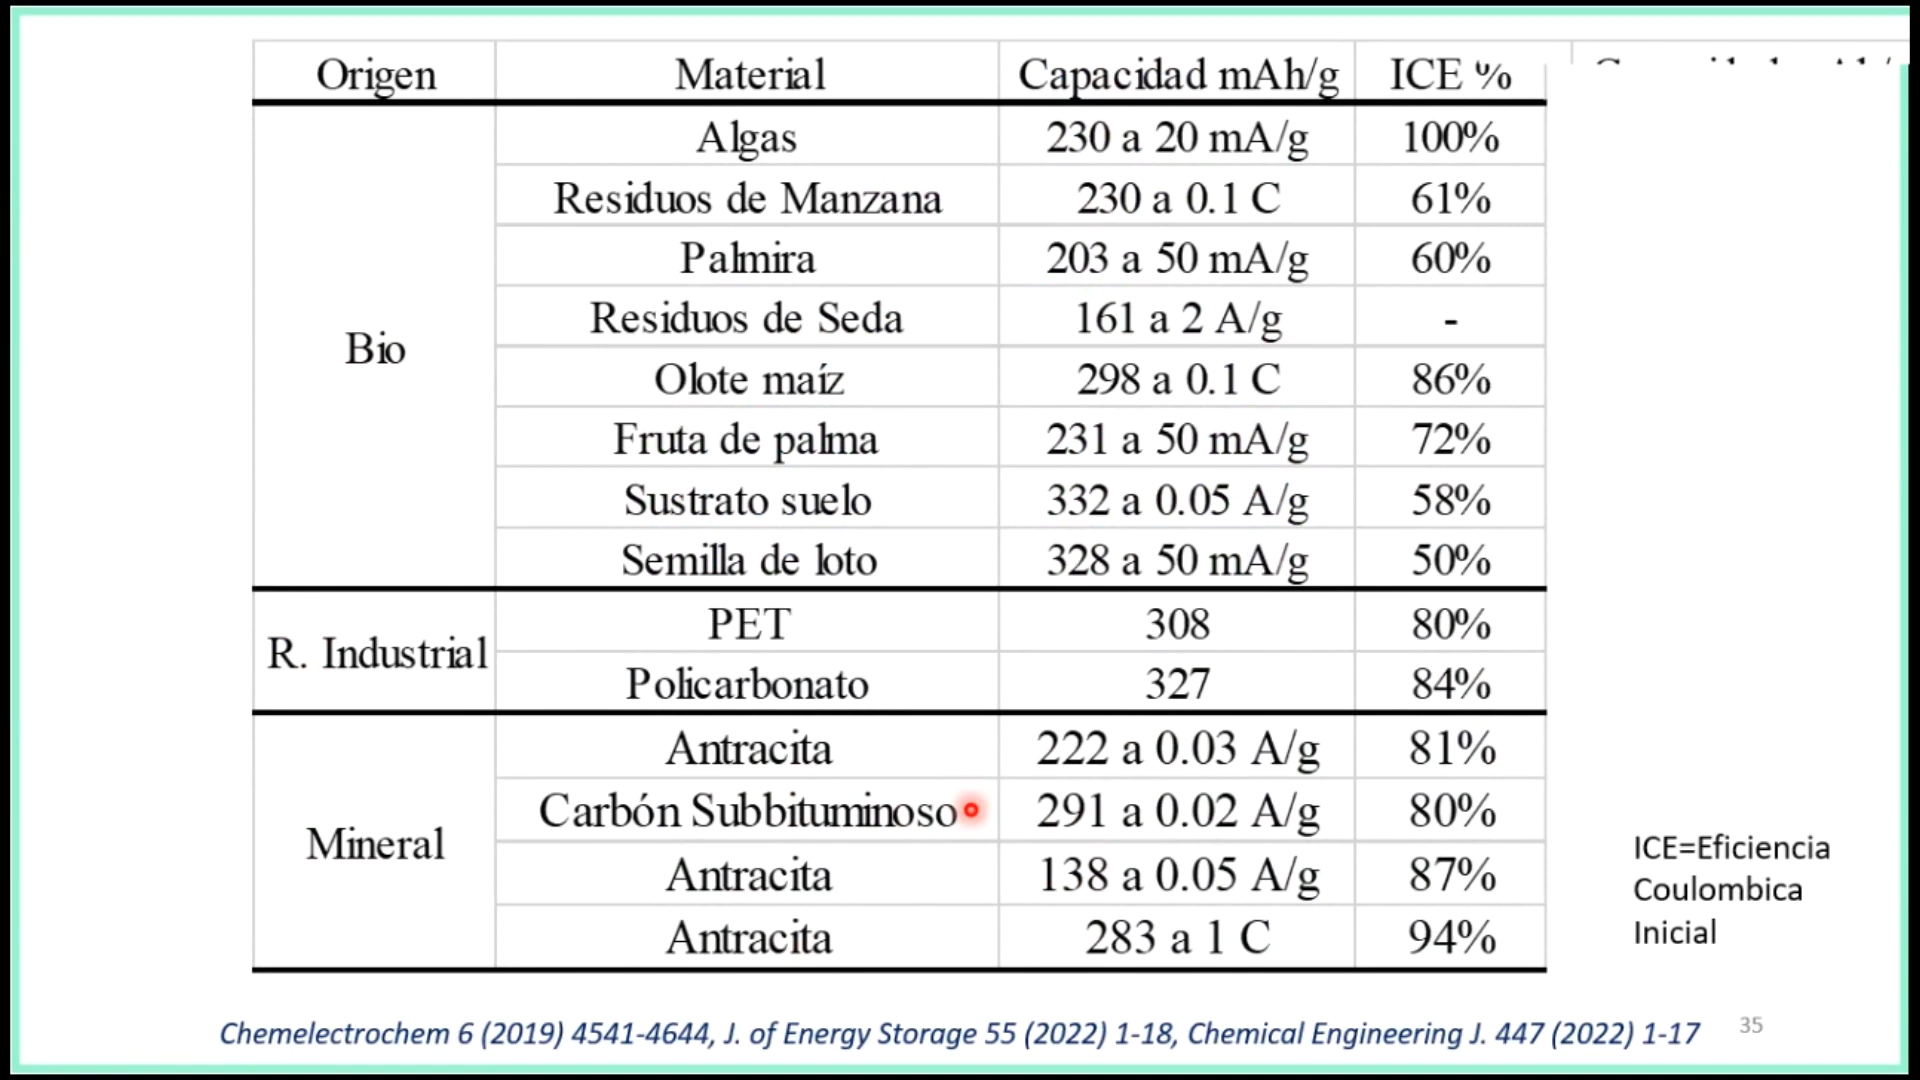 Origen Material Capacidad mAh/g ICE %
Algas 230 a 20 mA/g 100%
Residuos de Manzana 230 a 0.1 C 61%
Palmira 203 a 50 mA/g 60%
Residuos de Seda 161 a 2 A/g -
Bio
Olote maíz 298 a 0.1 C 86%
Fruta de palma 231 a 50 mA/g 72%
Sustrato suelo 332 a 0.05 A/g 58%
Semilla de loto 328 a 50 mA/g 50%
PET 308 80%
R. Industrial
Policarbonato 327 84%
Antracita 222 a 0.03 A/g 81%
Carbón Subbituminoso 291 a 0.02 A/g 80%
Mineral
Antracita 138 a 0.05 A/g 87%
Antracita 283 a 1 C 94%
ICE=Eficiencia
Coulombica
Inicial
Chemelectrochem 6 (2019) 4541-4644, J. of Energy Storage 55 (2022) 1-18, Chemical Engineering J. 447 (2022) 1-17
35